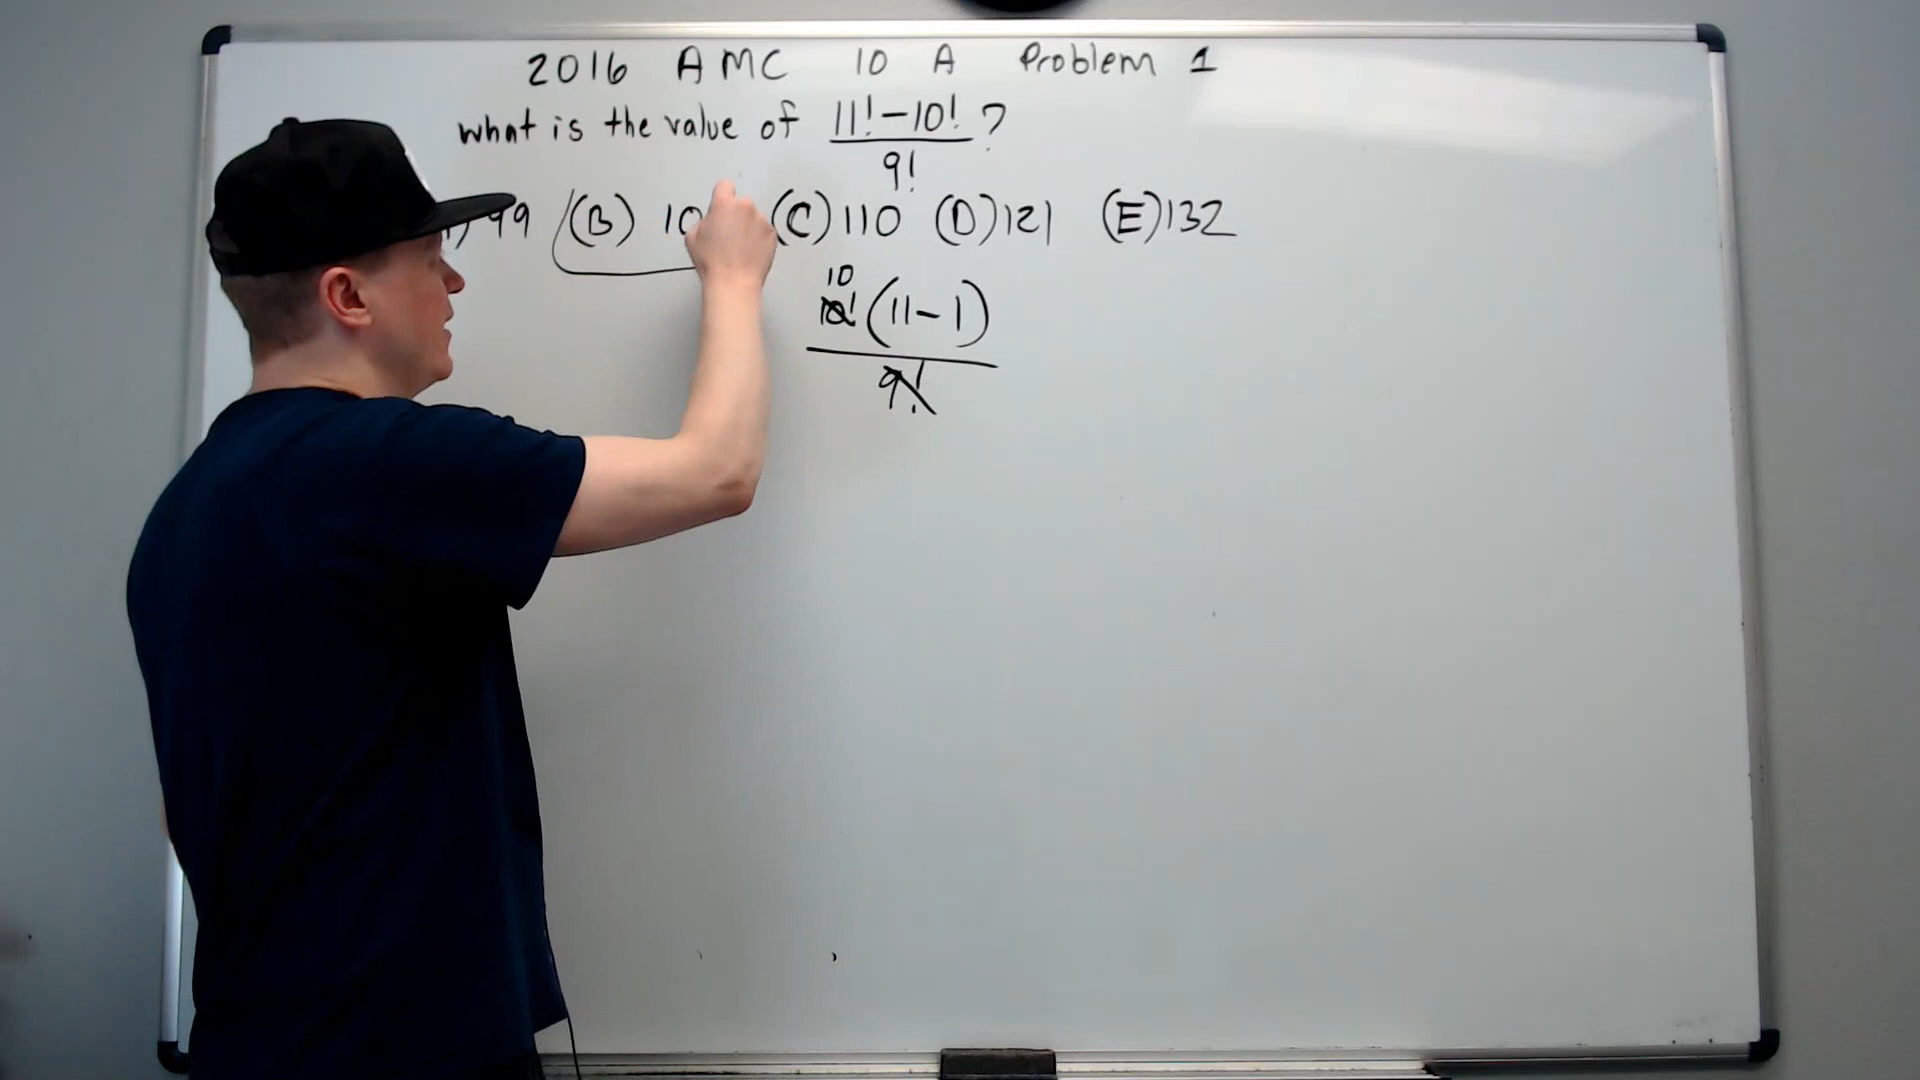 2016 AMC 10 A Problem 1
what is the value of 11! - 10! / 9! ?
99 (B) 10 (C) 110 (D) 121 (E) 132
10
10! (11 - 1)
9!